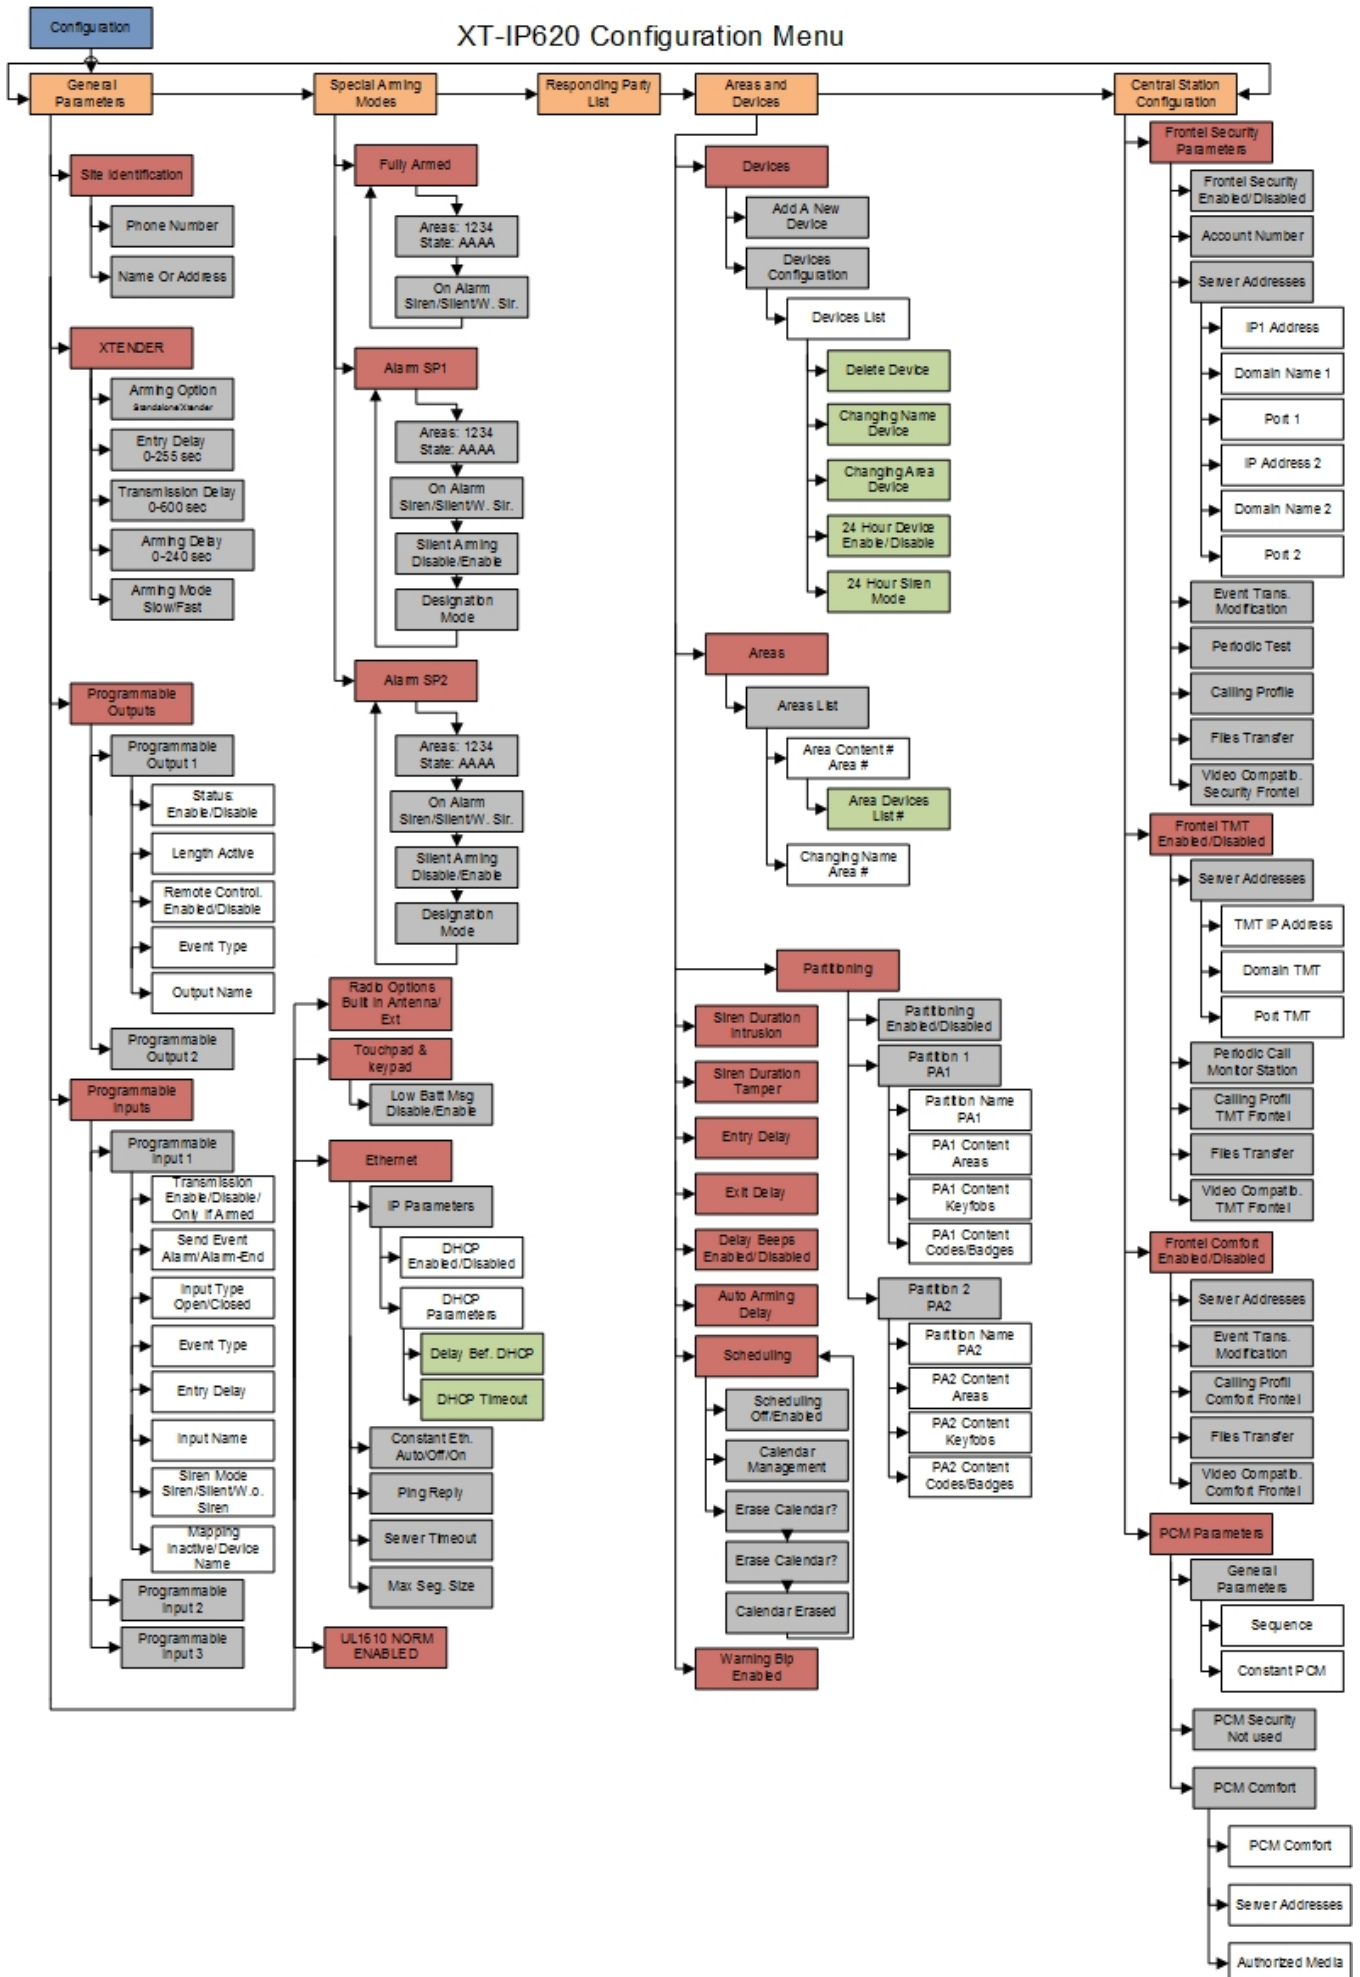 Configuration
XT-IP620 Configuration Menu
General
Parameters
Special Arming
Modes
Responding Party
List
Areas and
Devices
Central Station
Configuration
Site Identification
Phone Number
Name Or Address
XTENDER
Arming Option
Standalone/Xtender
Entry Delay
0-255 sec
Transmission Delay
0-600 sec
Arming Delay
0-240 sec
Arming Mode
Slow/Fast
Programmable
Outputs
Programmable
Output 1
Status:
Enable/Disable
Length Active
Remote Control.
Enabled/Disable
Event Type
Output Name
Programmable
Output 2
Programmable
Inputs
Programmable
Input 1
Transmission
Enable/Disable/
Only If Armed
Send Event
Alarm/Alarm-End
Input Type
Open/Closed
Event Type
Entry Delay
Input Name
Siren Mode
Siren/Silent/W.o.
Siren
Mapping
Inactive/Device
Name
Programmable
Input 2
Programmable
Input 3
Fully Armed
Areas: 1234
State: AAAA
On Alarm
Siren/Silent/W. Sir.
Alarm SP1
Areas: 1234
State: AAAA
On Alarm
Siren/Silent/W. Sir.
Silent Arming
Disable/Enable
Designation
Mode
Alarm SP2
Areas: 1234
State: AAAA
On Alarm
Siren/Silent/W. Sir.
Silent Arming
Disable/Enable
Designation
Mode
Radio Options
Built In Antenna/
Ext
Touchpad &
keypad
Low Batt Msg
Disable/Enable
Ethernet
IP Parameters
DHCP
Enabled/Disabled
DHCP
Parameters
Delay Bef. DHCP
DHCP Timeout
Constant Eth.
Auto/Off/On
Ping Reply
Server Timeout
Max Seg. Size
UL1610 NORM
ENABLED
Devices
Add A New
Device
Devices
Configuration
Devices List
Delete Device
Changing Name
Device
Changing Area
Device
24 Hour Device
Enable/Disable
24 Hour Siren
Mode
Areas
Areas List
Area Content #
Area #
Area Devices
List #
Changing Name
Area #
Partitioning
Partitioning
Enabled/Disabled
Partition 1
PA1
Partition Name
PA1
PA1 Content
Areas
PA1 Content
Keyfobs
PA1 Content
Codes/Badges
Partition 2
PA2
Partition Name
PA2
PA2 Content
Areas
PA2 Content
Keyfobs
PA2 Content
Codes/Badges
Siren Duration
Intrusion
Siren Duration
Tamper
Entry Delay
Exit Delay
Delay Beeps
Enabled/Disabled
Auto Arming
Delay
Scheduling
Scheduling
Off/Enabled
Calendar
Management
Erase Calendar?
Erase Calendar?
Calendar Erased
Warning Bip
Enabled
Frontel Security
Parameters
Frontel Security
Enabled/Disabled
Account Number
Server Addresses
IP1 Address
Domain Name 1
Port 1
IP Address 2
Domain Name 2
Port 2
Event Trans.
Modification
Periodic Test
Calling Profile
Files Transfer
Video Compatib.
Security Frontel
Frontel TMT
Enabled/Disabled
Server Addresses
TMT IP Address
Domain TMT
Port TMT
Periodic Call
Monitor Station
Calling Profil
TMT Frontel
Files Transfer
Video Compatib.
TMT Frontel
Frontel Comfort
Enabled/Disabled
Server Addresses
Event Trans.
Modification
Calling Profil
Comfort Frontel
Files Transfer
Video Compatib.
Comfort Frontel
PCM Parameters
General
Parameters
Sequence
Constant PCM
PCM Security
Not used
PCM Comfort
PCM Comfort
Server Addresses
Authorized Media